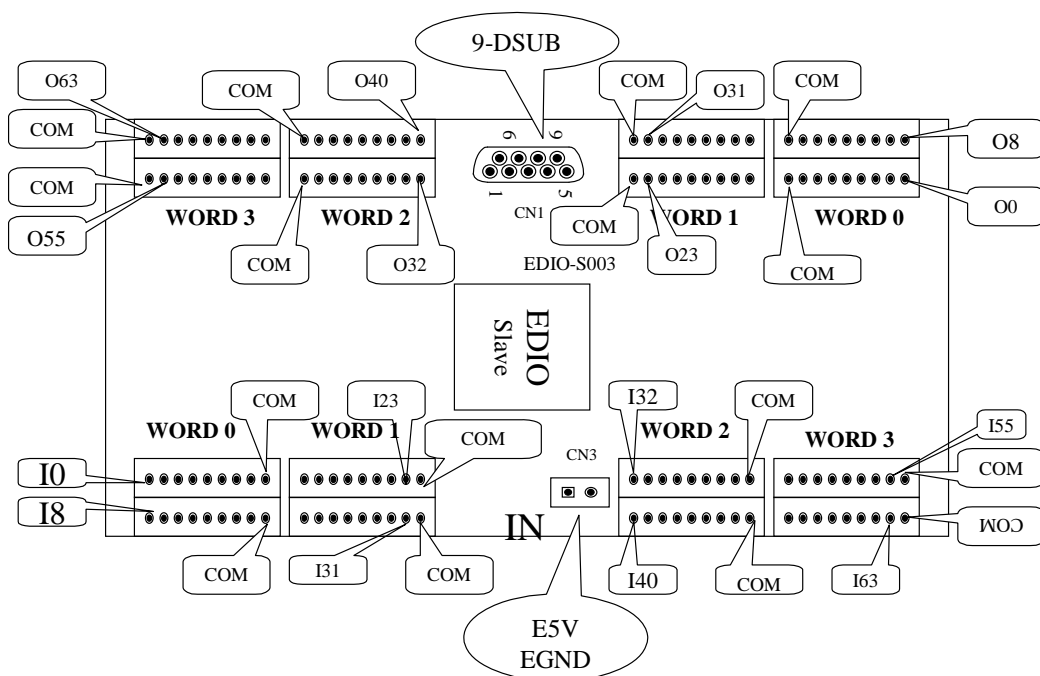 9-DSUB
O63
COM
O40
COM
O31
COM
COM
O8
COM
O55
6
9
1
5
CN1
WORD 3
WORD 2
WORD 1
WORD 0
O0
COM
O32
COM
O23
COM
EDIO-S003
EDIO
Slave
COM
I23
I32
COM
WORD 0
WORD 1
WORD 2
WORD 3
COM
I55
CN3
COM
I0
I8
IN
COM
COM
I31
COM
I40
COM
I63
E5V
EGND